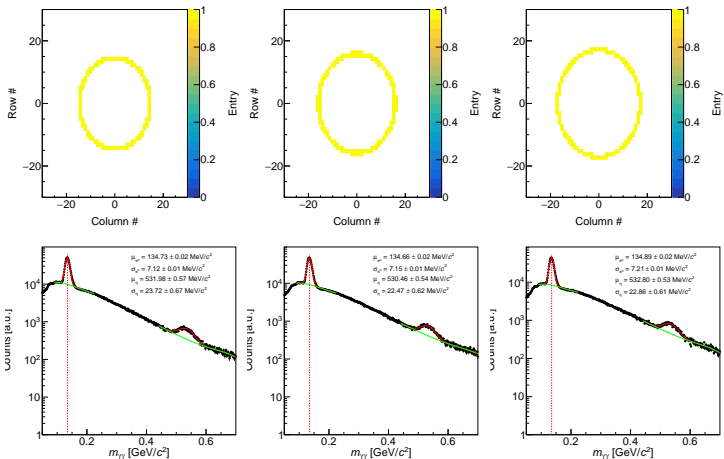 30
20
10
0
−10
−20
Row #
−20 0 20
Column #
1
0.8
0.6
0.4
0.2
0
Entry
20
0
−20
Row #
−20 0 20
Column #
1
0.8
0.6
0.4
0.2
0
Entry
20
0
−20
Row #
−20 0 20
Column #
1
0.8
0.6
0.4
0.2
0
Entry
μπ⁰ = 134.73 ± 0.02 MeV/c²
σπ⁰ = 7.12 ± 0.01 MeV/c²
μη = 531.98 ± 0.57 MeV/c²
ση = 23.72 ± 0.67 MeV/c²
10⁴
10³
10²
10
1
Counts [a.u.]
0.2 0.4 0.6
mγγ [GeV/c²]
μπ⁰ = 134.66 ± 0.02 MeV/c²
σπ⁰ = 7.15 ± 0.01 MeV/c²
μη = 530.46 ± 0.54 MeV/c²
ση = 22.47 ± 0.62 MeV/c²
10⁴
10³
10²
10
1
Counts [a.u.]
0.2 0.4 0.6
mγγ [GeV/c²]
μπ⁰ = 134.89 ± 0.02 MeV/c²
σπ⁰ = 7.21 ± 0.01 MeV/c²
μη = 532.80 ± 0.53 MeV/c²
ση = 22.86 ± 0.61 MeV/c²
10⁴
10³
10²
10
1
Counts [a.u.]
0.2 0.4 0.6
mγγ [GeV/c²]